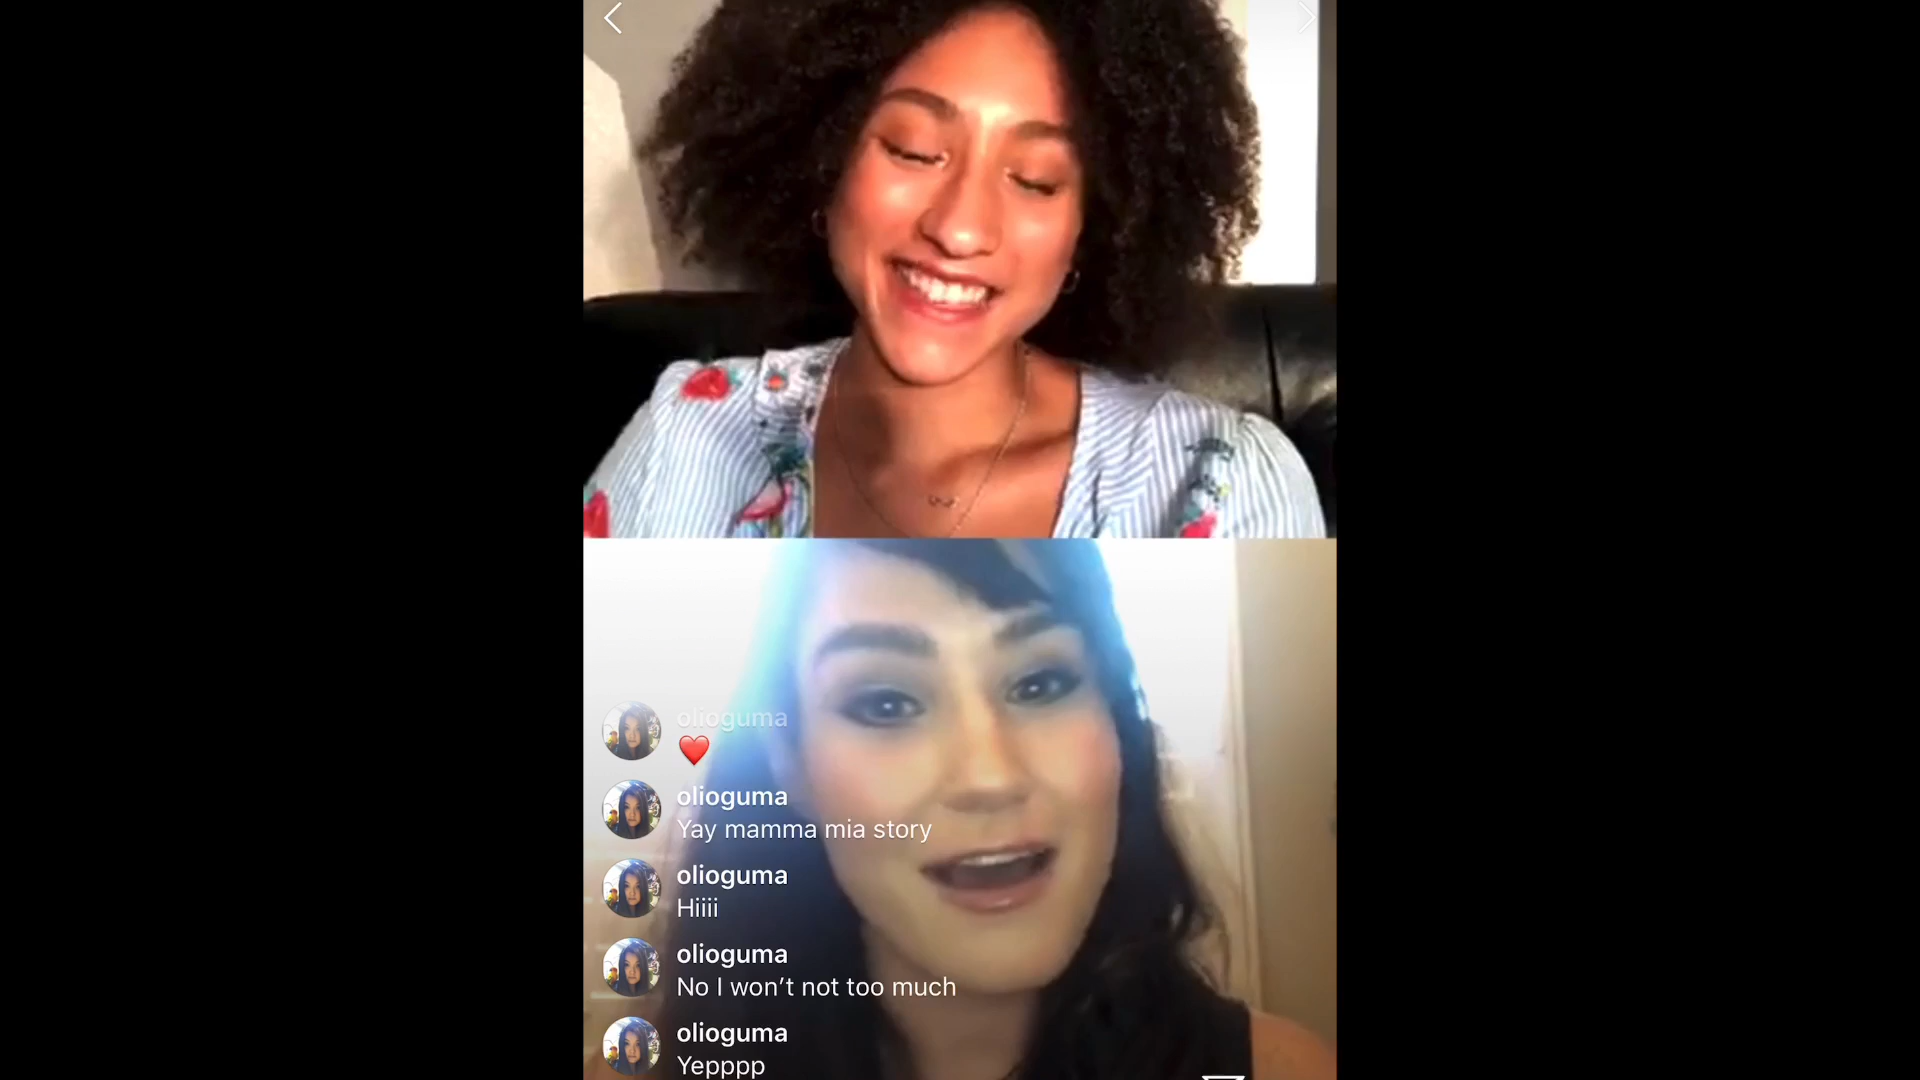 olioguma
❤️
olioguma
Yay mamma mia story
olioguma
Hiiii
olioguma
No I won’t not too much
olioguma
Yepppp